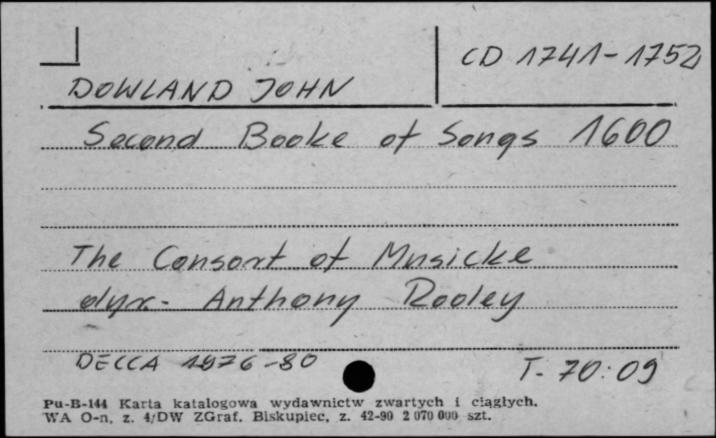 CD 1741-1752
DOWLAND JOHN
Second Booke of Songs 1600
The Consort of Musicke
dyr.- Anthony Rooley
DECCA 1976-80
T. 70:09
Pu-B-144 Karta katalogowa wydawnictw zwartych i ciągłych.
WA O-n, z. 4/DW ZGraf. Biskupiec, z. 42-90 2 070 000 szt.